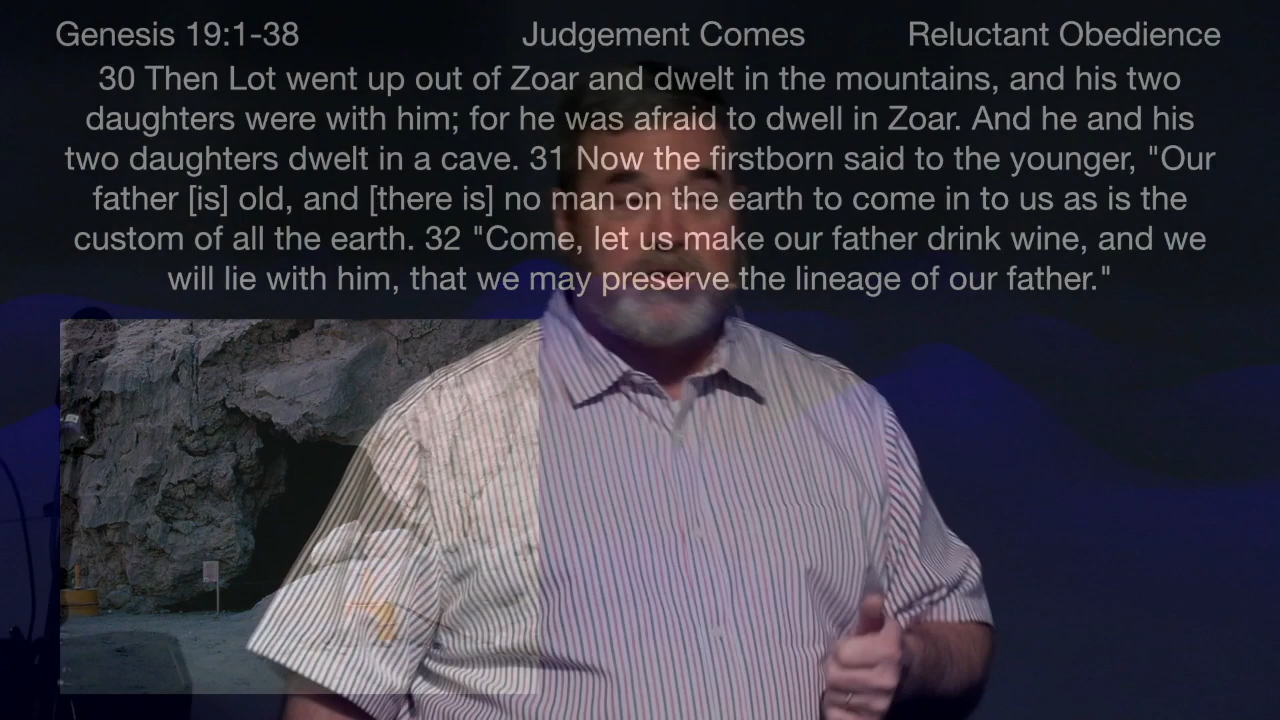 Genesis 19:1-38 Judgement Comes Reluctant Obedience
30 Then Lot went up out of Zoar and dwelt in the mountains, and his two
daughters were with him; for he was afraid to dwell in Zoar. And he and his
two daughters dwelt in a cave. 31 Now the firstborn said to the younger, "Our
father [is] old, and [there is] no man on the earth to come in to us as is the
custom of all the earth. 32 "Come, let us make our father drink wine, and we
will lie with him, that we may preserve the lineage of our father."